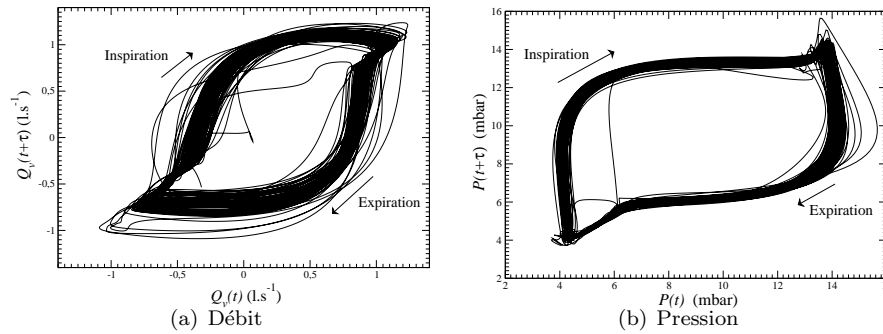 Inspiration
Expiration
Q_v(t+τ) (l.s^-1)
1
0,5
0
-0,5
-1
-1
-0,5
0
0,5
1
Q_v(t) (l.s^-1)
(a) Débit
Inspiration
Expiration
P(t+τ) (mbar)
16
14
12
10
8
6
4
2
2
4
6
8
10
12
14
P(t) (mbar)
(b) Pression